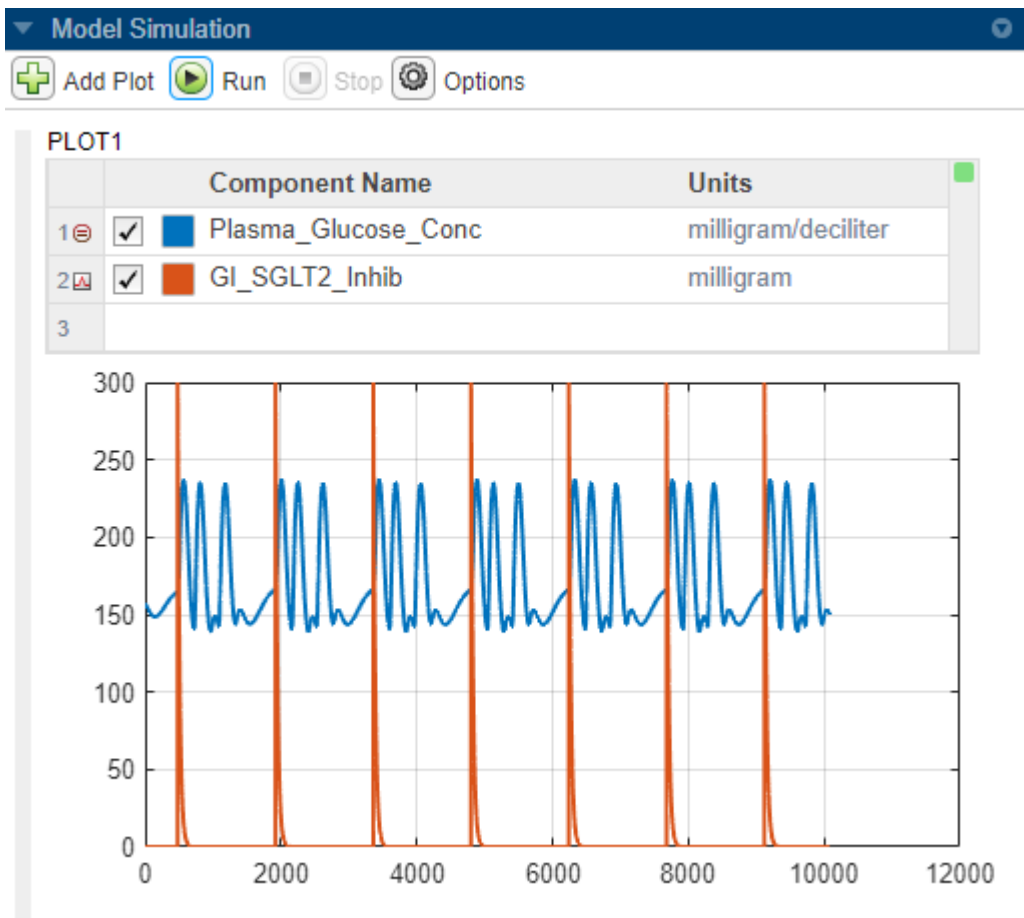 Model Simulation
Add Plot Run Stop Options
PLOT1
Component Name Units
1 Plasma_Glucose_Conc milligram/deciliter
2 GI_SGLT2_Inhib milligram
3
300
250
200
150
100
50
0
0 2000 4000 6000 8000 10000 12000